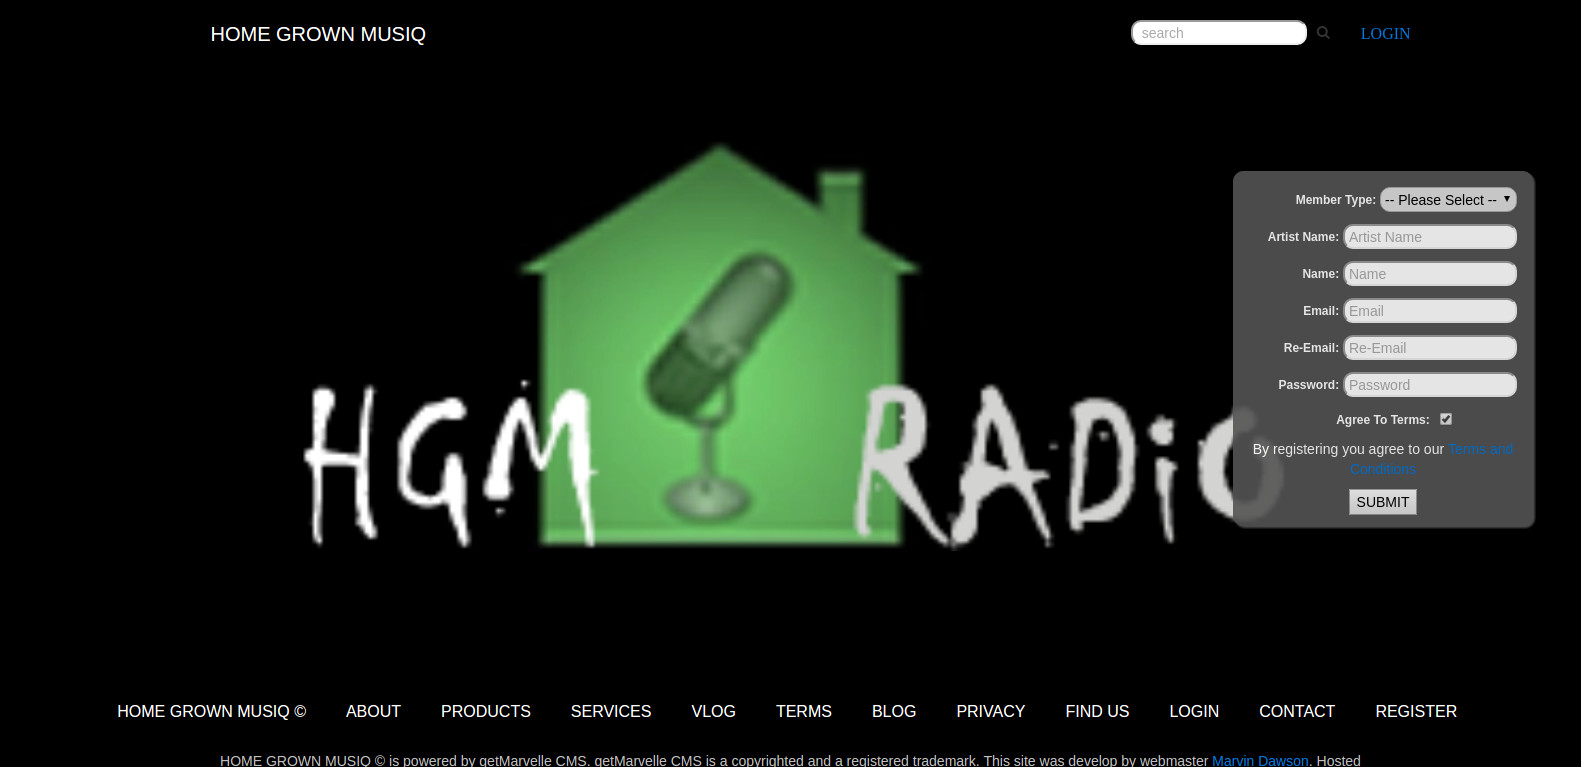 HOME GROWN MUSIQ
search
LOGIN
Member Type: -- Please Select --
Artist Name: Artist Name
Name: Name
Email: Email
Re-Email: Re-Email
Password: Password
Agree To Terms:
By registering you agree to our Terms and
Conditions.
SUBMIT
HGM RADiO
HOME GROWN MUSIQ © ABOUT PRODUCTS SERVICES VLOG TERMS BLOG PRIVACY FIND US LOGIN CONTACT REGISTER
HOME GROWN MUSIQ © is powered by getMarvelle CMS. getMarvelle CMS is a copyrighted and a registered trademark. This site was develop by webmaster Marvin Dawson. Hosted